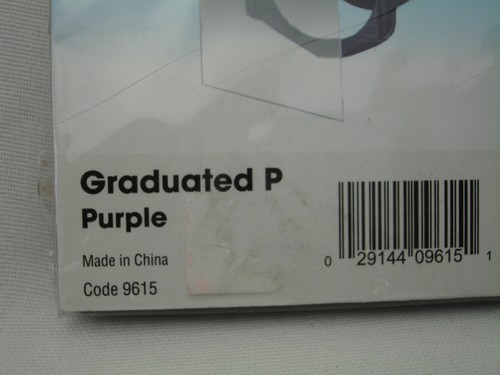 Graduated P
Purple
Made in China
Code 9615
0 29144 09615 1